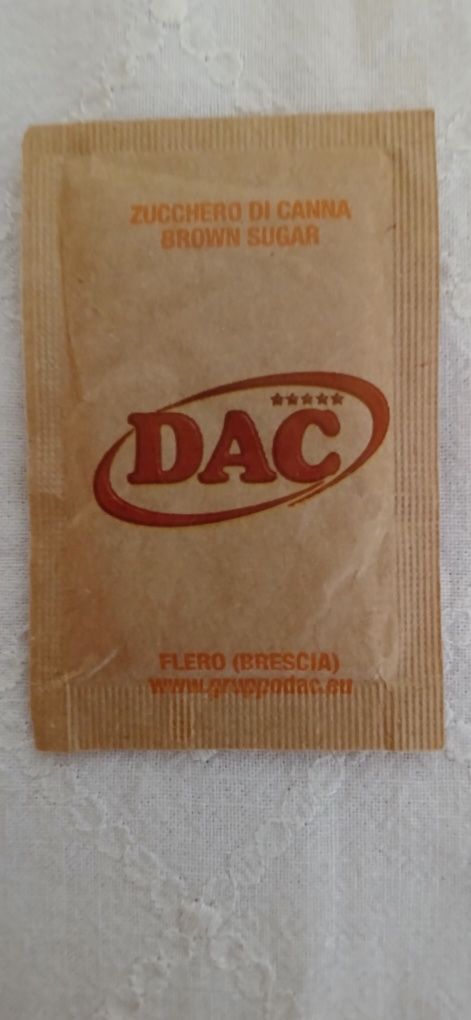 ZUCCHERO DI CANNA
BROWN SUGAR
DAC
FLERO (BRESCIA)
www.gruppodac.eu